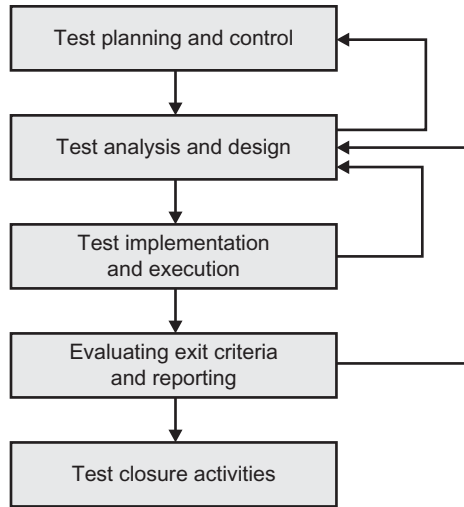 Test planning and control
Test analysis and design
Test implementation
and execution
Evaluating exit criteria
and reporting
Test closure activities